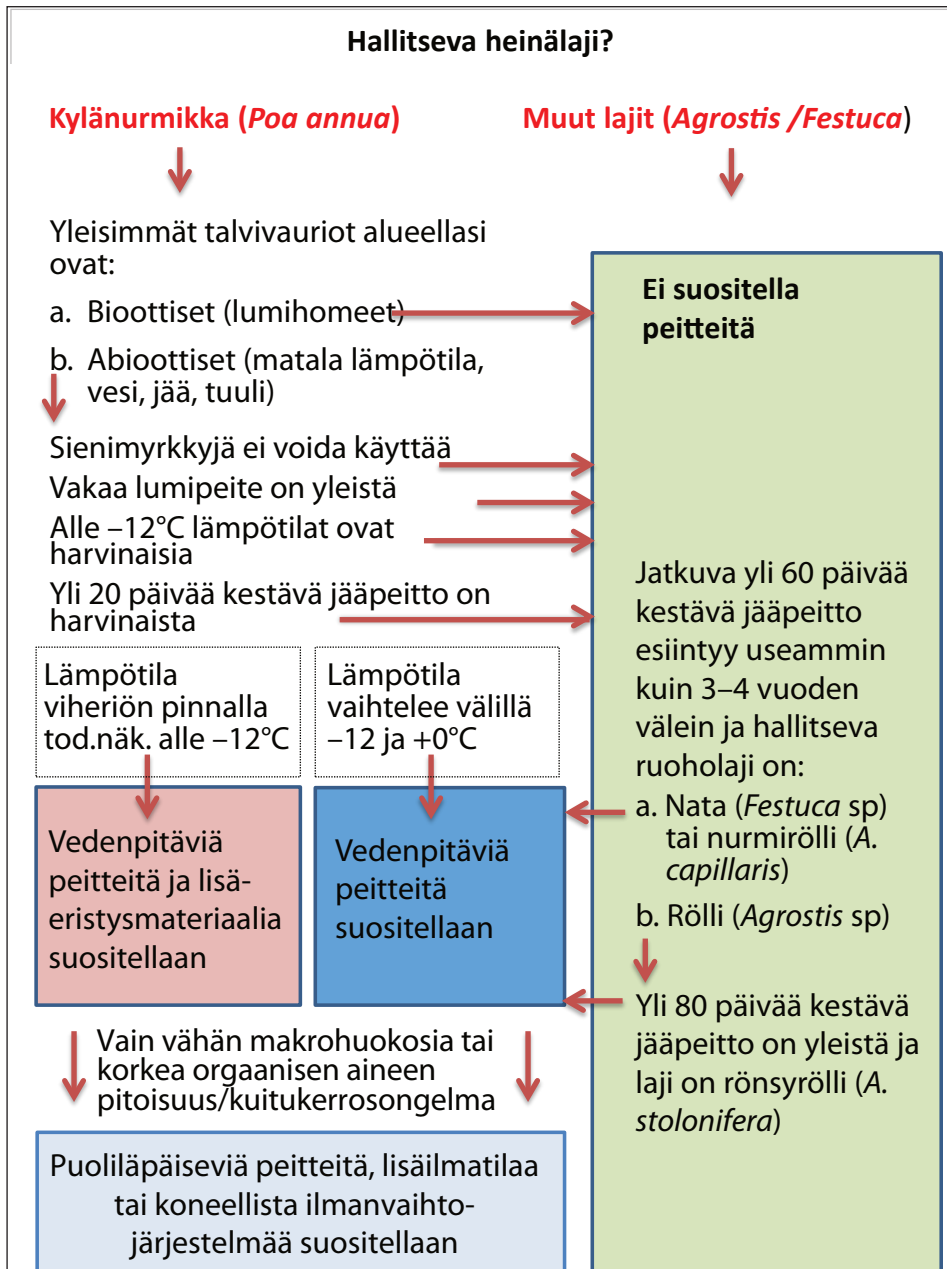 Hallitseva heinälaji?
Kylänurmikka (Poa annua)
Muut lajit (Agrostis /Festuca)
Yleisimmät talvivauriot alueellasi
ovat:
a. Bioottiset (lumihomeet)
b. Abioottiset (matala lämpötila,
vesi, jää, tuuli)
Sienimyrkkyjä ei voida käyttää
Vakaa lumipeite on yleistä
Alle –12°C lämpötilat ovat
harvinaisia
Yli 20 päivää kestävä jääpeitto on
harvinaista
Lämpötila
viheriön pinnalla
tod.näk. alle –12°C
Lämpötila
vaihtelee välillä
–12 ja +0°C
Vedenpitäviä
peitteitä ja lisä-
eristysmateriaalia
suositellaan
Vedenpitäviä
peitteitä
suositellaan
Vain vähän makrohuokosia tai
korkea orgaanisen aineen
pitoisuus/kuitukerrosongelma
Puoliläpäiseviä peitteitä, lisäilmatilaa
tai koneellista ilmanvaihto-
järjestelmää suositellaan
Ei suositella
peitteitä
Jatkuva yli 60 päivää
kestävä jääpeitto
esiintyy useammin
kuin 3–4 vuoden
välein ja hallitseva
ruoholaji on:
a. Nata (Festuca sp)
tai nurmirölli (A.
capillaris)
b. Rölli (Agrostis sp)
Yli 80 päivää kestävä
jääpeitto on yleistä ja
laji on rönsyrölli (A.
stolonifera)